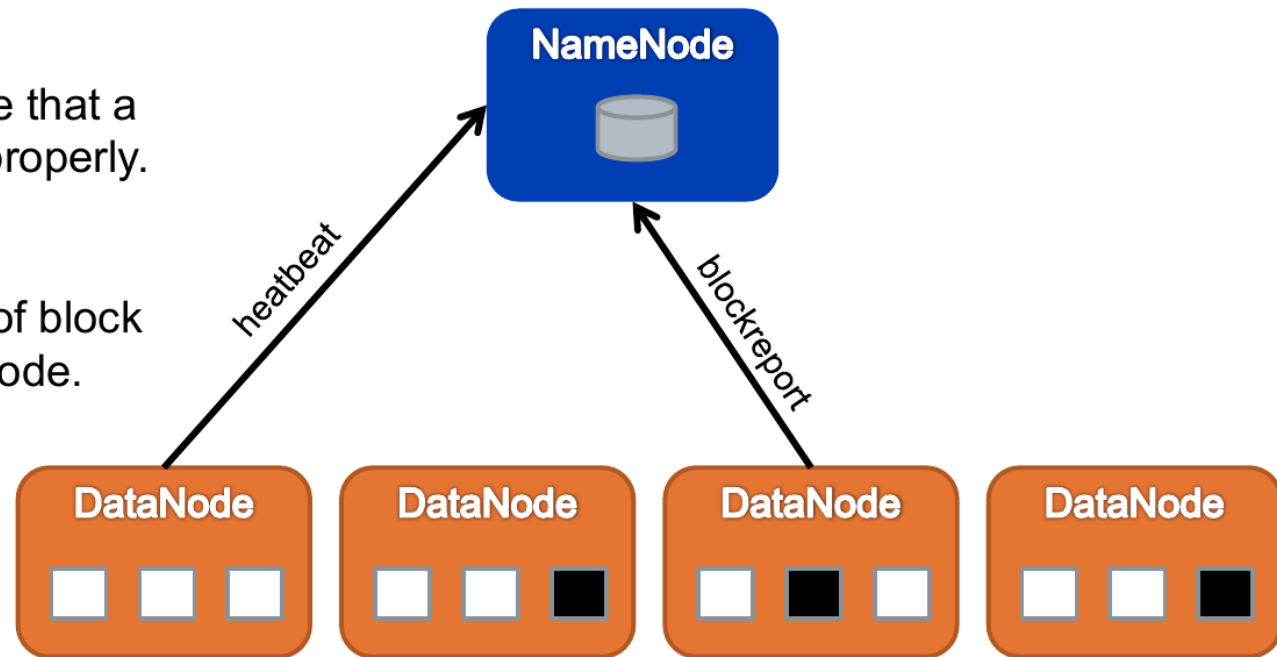 NameNode
e that a
properly.
heatbeat
blockreport
of block
ode.
DataNode
DataNode
DataNode
DataNode